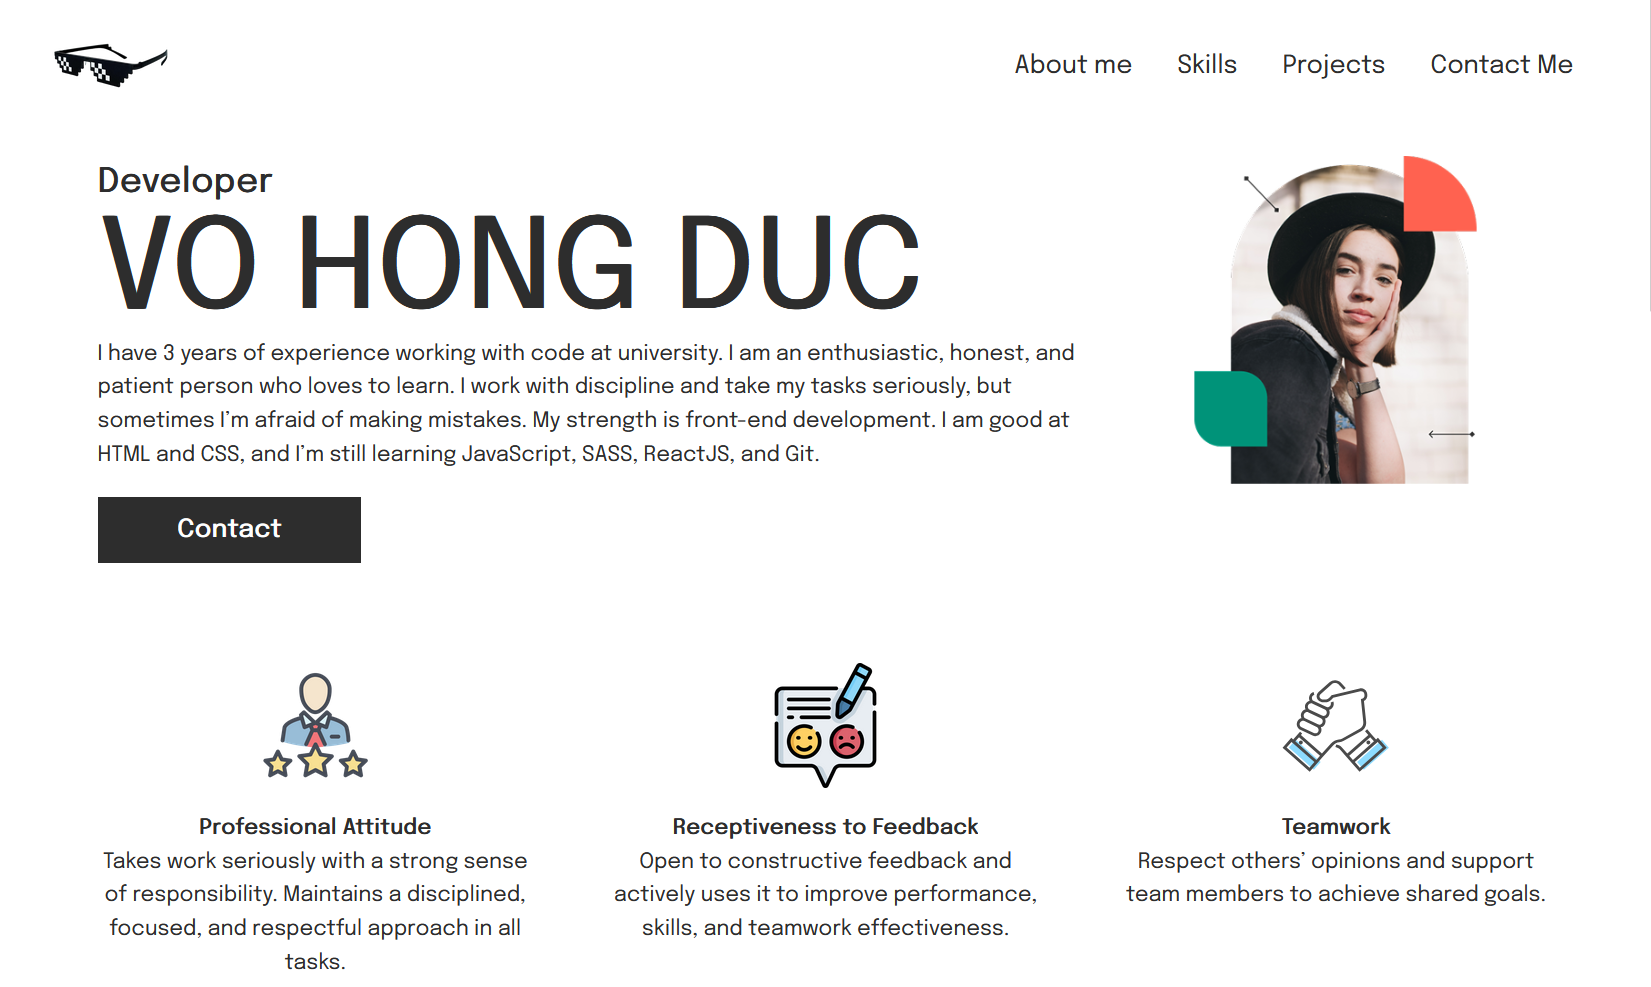 About me Skills Projects Contact Me
Developer
VO HONG DUC
I have 3 years of experience working with code at university. I am an enthusiastic, honest, and
patient person who loves to learn. I work with discipline and take my tasks seriously, but
sometimes I’m afraid of making mistakes. My strength is front-end development. I am good at
HTML and CSS, and I’m still learning JavaScript, SASS, ReactJS, and Git.
Contact
Professional Attitude
Takes work seriously with a strong sense
of responsibility. Maintains a disciplined,
focused, and respectful approach in all
tasks.
Receptiveness to Feedback
Open to constructive feedback and
actively uses it to improve performance,
skills, and teamwork effectiveness.
Teamwork
Respect others’ opinions and support
team members to achieve shared goals.